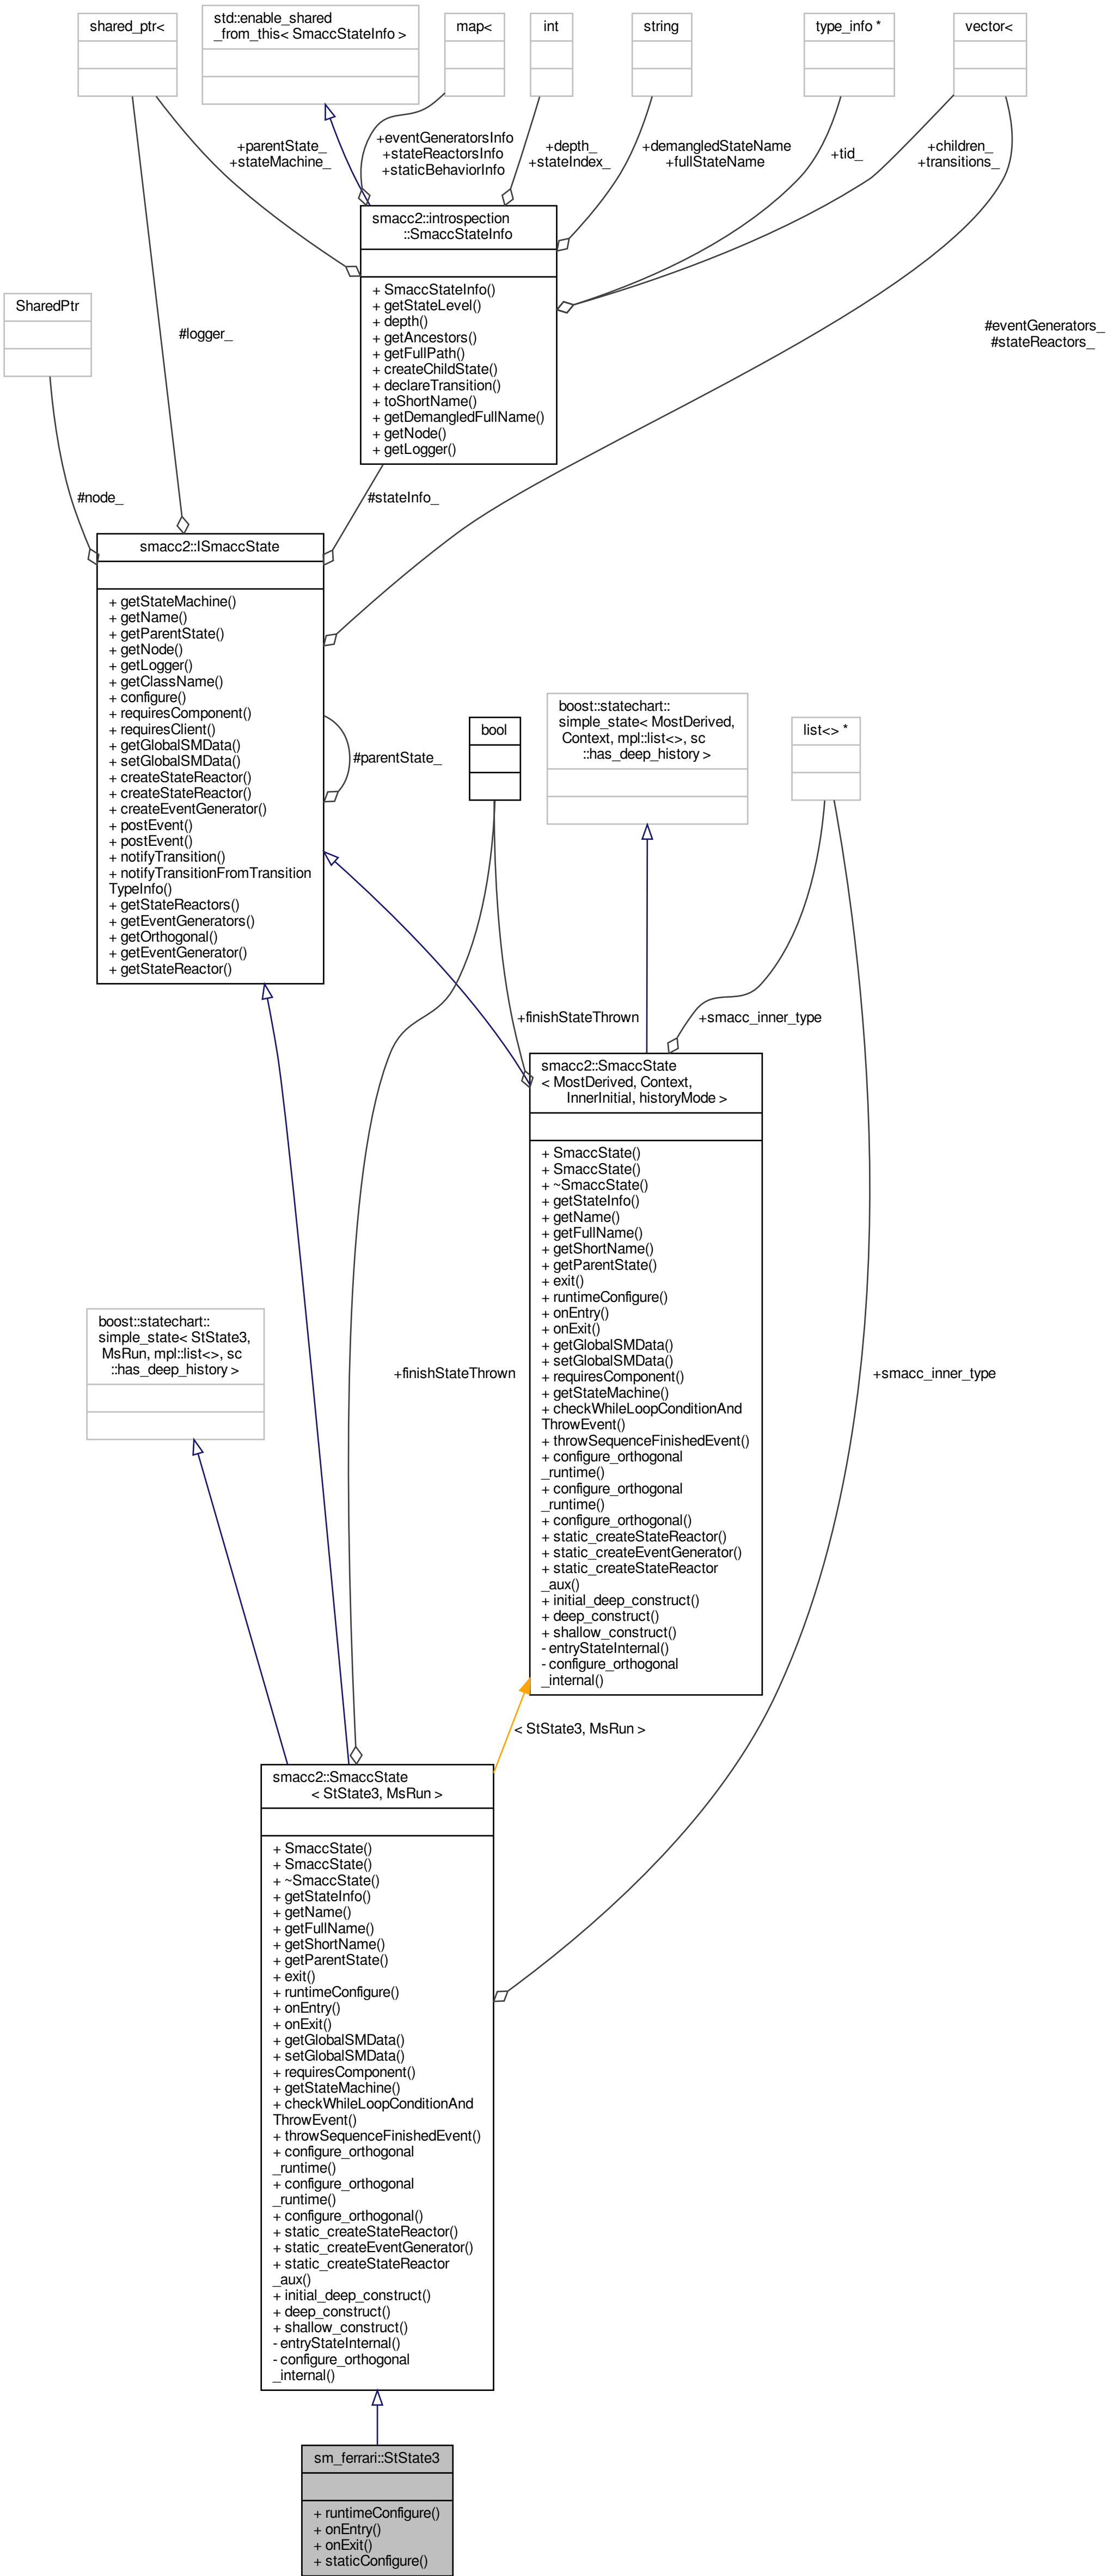 shared_ptr<
std::enable_shared
_from_this< SmaccStateInfo >
map<
int
string
type_info *
vector<
+parentState_
+stateMachine_
+eventGeneratorsInfo
+stateReactorsInfo
+staticBehaviorInfo
+depth_
+stateIndex_
+demangledStateName
+fullStateName
+tid_
+children_
+transitions_
smacc2::introspection
::SmaccStateInfo
+ SmaccStateInfo()
+ getStateLevel()
+ depth()
+ getAncestors()
+ getFullPath()
+ createChildState()
+ declareTransition()
+ toShortName()
+ getDemangledFullName()
+ getNode()
+ getLogger()
SharedPtr
#logger_
#eventGenerators_
#stateReactors_
#node_
#stateInfo_
smacc2::ISmaccState
+ getStateMachine()
+ getName()
+ getParentState()
+ getNode()
+ getLogger()
+ getClassName()
+ configure()
+ requiresComponent()
+ requiresClient()
+ getGlobalSMData()
+ setGlobalSMData()
+ createStateReactor()
+ createStateReactor()
+ createEventGenerator()
+ postEvent()
+ postEvent()
+ notifyTransition()
+ notifyTransitionFromTransition
TypeInfo()
+ getStateReactors()
+ getEventGenerators()
+ getOrthogonal()
+ getEventGenerator()
+ getStateReactor()
#parentState_
bool
boost::statechart::
simple_state< MostDerived,
Context, mpl::list<>, sc
::has_deep_history >
list<> *
+finishStateThrown
+smacc_inner_type
smacc2::SmaccState
< MostDerived, Context,
InnerInitial, historyMode >
+ SmaccState()
+ SmaccState()
+ ~SmaccState()
+ getStateInfo()
+ getName()
+ getFullName()
+ getShortName()
+ getParentState()
+ exit()
+ runtimeConfigure()
+ onEntry()
+ onExit()
+ getGlobalSMData()
+ setGlobalSMData()
+ requiresComponent()
+ getStateMachine()
+ checkWhileLoopConditionAnd
ThrowEvent()
+ throwSequenceFinishedEvent()
+ configure_orthogonal
_runtime()
+ configure_orthogonal
_runtime()
+ configure_orthogonal()
+ static_createStateReactor()
+ static_createEventGenerator()
+ static_createStateReactor
_aux()
+ initial_deep_construct()
+ deep_construct()
+ shallow_construct()
- entryStateInternal()
- configure_orthogonal
_internal()
boost::statechart::
simple_state< StState3,
MsRun, mpl::list<>, sc
::has_deep_history >
+finishStateThrown
+smacc_inner_type
< StState3, MsRun >
smacc2::SmaccState
< StState3, MsRun >
+ SmaccState()
+ SmaccState()
+ ~SmaccState()
+ getStateInfo()
+ getName()
+ getFullName()
+ getShortName()
+ getParentState()
+ exit()
+ runtimeConfigure()
+ onEntry()
+ onExit()
+ getGlobalSMData()
+ setGlobalSMData()
+ requiresComponent()
+ getStateMachine()
+ checkWhileLoopConditionAnd
ThrowEvent()
+ throwSequenceFinishedEvent()
+ configure_orthogonal
_runtime()
+ configure_orthogonal
_runtime()
+ configure_orthogonal()
+ static_createStateReactor()
+ static_createEventGenerator()
+ static_createStateReactor
_aux()
+ initial_deep_construct()
+ deep_construct()
+ shallow_construct()
- entryStateInternal()
- configure_orthogonal
_internal()
sm_ferrari::StState3
+ runtimeConfigure()
+ onEntry()
+ onExit()
+ staticConfigure()